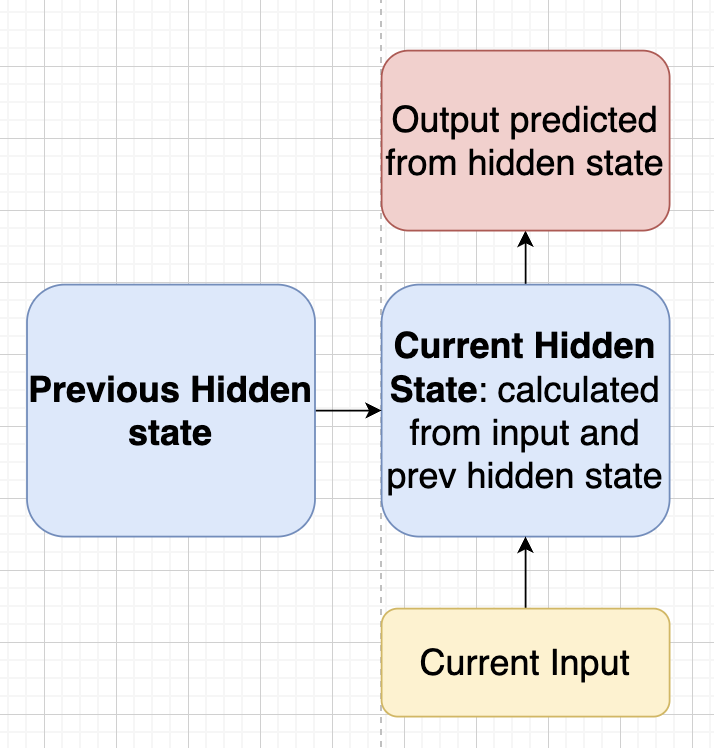 Output predicted
from hidden state
Previous Hidden
state
Current Hidden
State: calculated
from input and
prev hidden state
Current Input